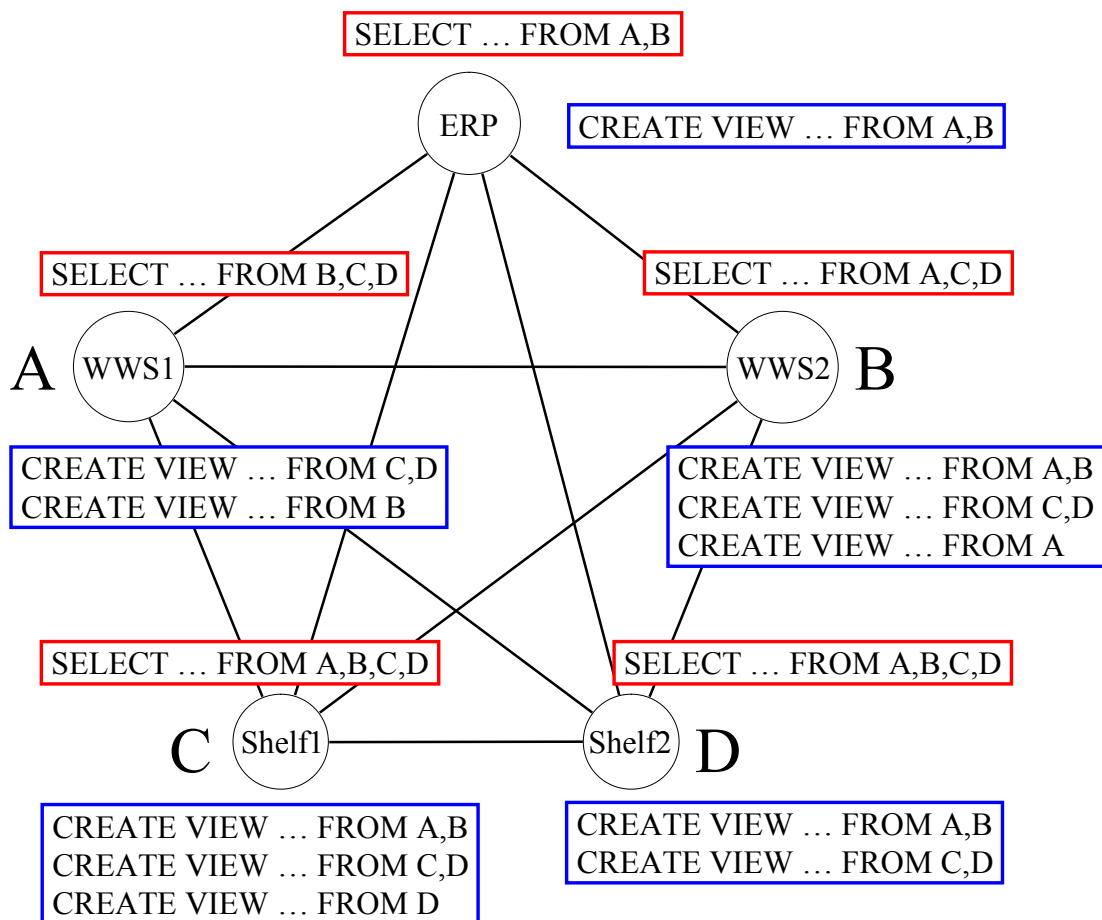 SELECT … FROM A,B
ERP
CREATE VIEW … FROM A,B
SELECT … FROM B,C,D
SELECT … FROM A,C,D
A
WWS1
WWS2
B
CREATE VIEW … FROM C,D
CREATE VIEW … FROM B
CREATE VIEW … FROM A,B
CREATE VIEW … FROM C,D
CREATE VIEW … FROM A
SELECT … FROM A,B,C,D
SELECT … FROM A,B,C,D
C
Shelf1
Shelf2
D
CREATE VIEW … FROM A,B
CREATE VIEW … FROM C,D
CREATE VIEW … FROM D
CREATE VIEW … FROM A,B
CREATE VIEW … FROM C,D